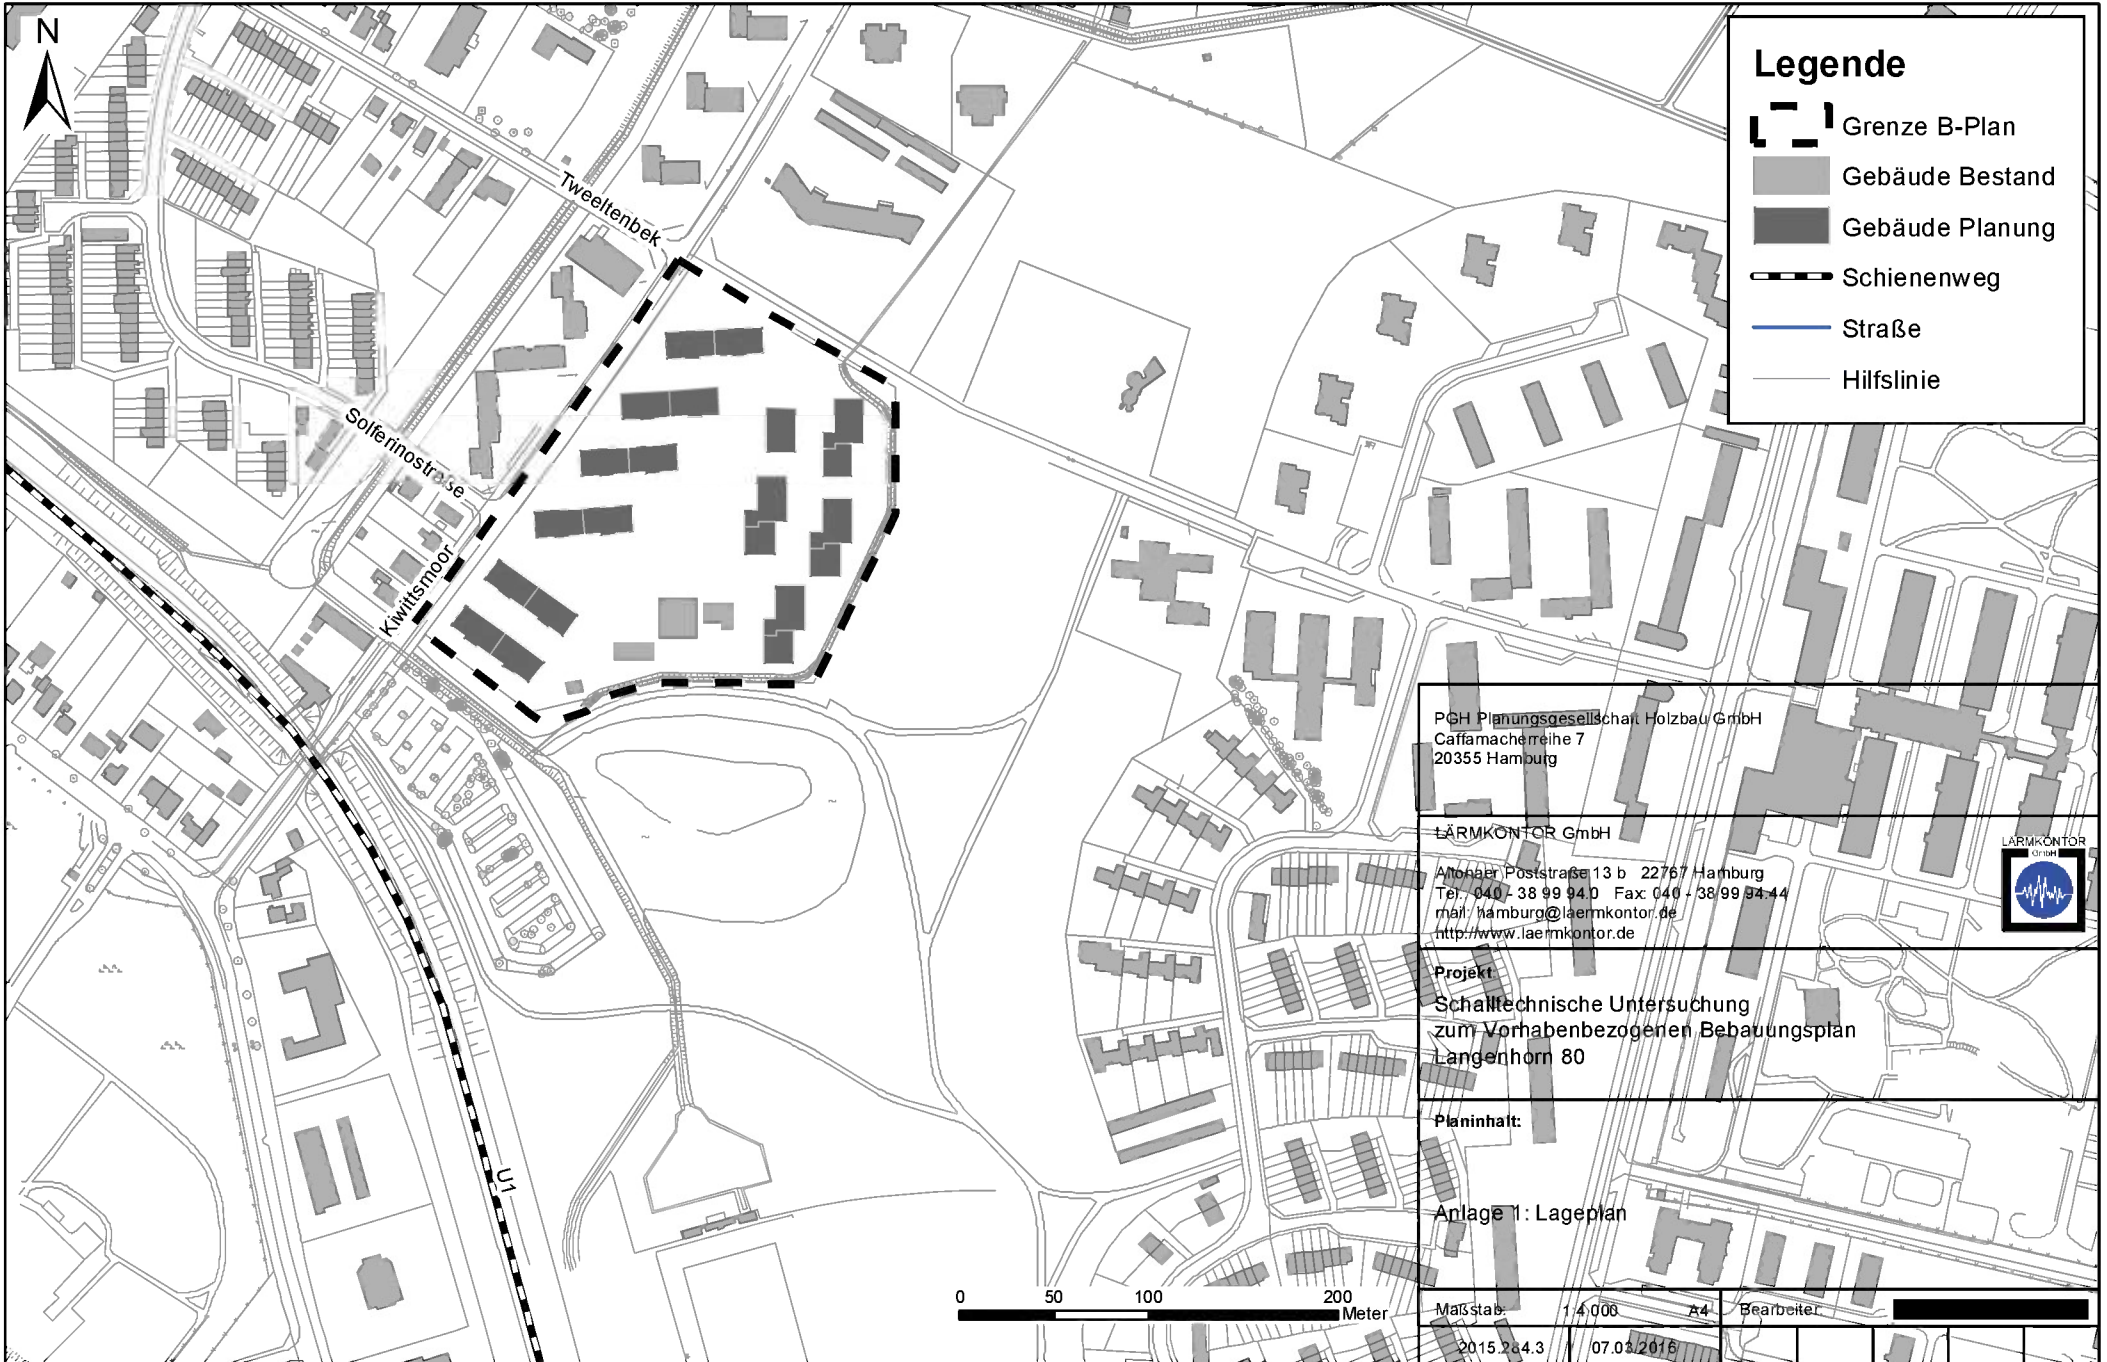 N
Tweeltenbek
Solferinostraße
Kiwittsmoor
U1
Legende
Grenze B-Plan
Gebäude Bestand
Gebäude Planung
Schienenweg
Straße
Hilfslinie
0 50 100 200
Meter
PGH Planungsgesellschaft Holzbau GmbH
Caffamacherreihe 7
20355 Hamburg
LÄRMKONTOR GmbH
Altonaer Poststraße 13 b 22767 Hamburg
Tel.: 040 - 38 99 94.0 Fax: 040 - 38 99 94.44
mail: hamburg@laermkontor.de
http://www.laermkontor.de
LÄRMKONTOR
GmbH
Projekt:
Schalltechnische Untersuchung
zum Vorhabenbezogenen Bebauungsplan
Langenhorn 80
Planinhalt:
Anlage 1: Lageplan
Maßstab: 1:4.000 A4 Bearbeiter:
2015.284.3 07.03.2016